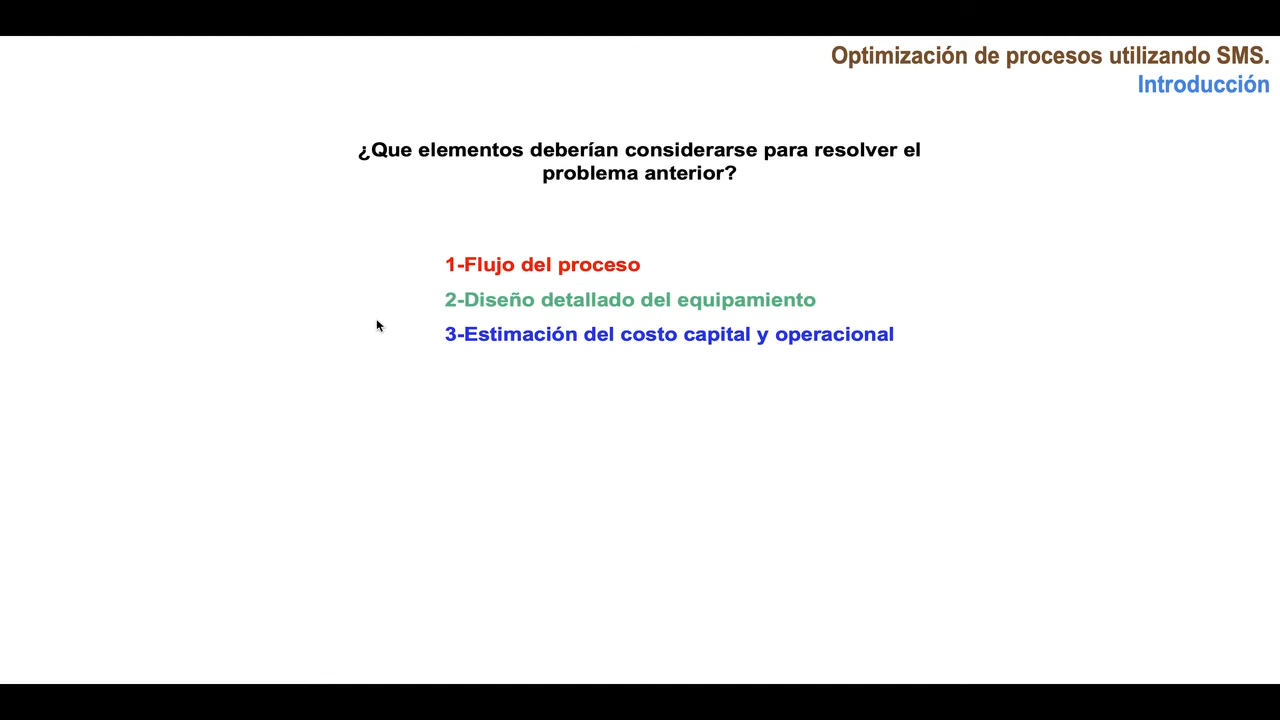 Optimización de procesos utilizando SMS.
Introducción
¿Que elementos deberían considerarse para resolver el
problema anterior?
1-Flujo del proceso
2-Diseño detallado del equipamiento
3-Estimación del costo capital y operacional